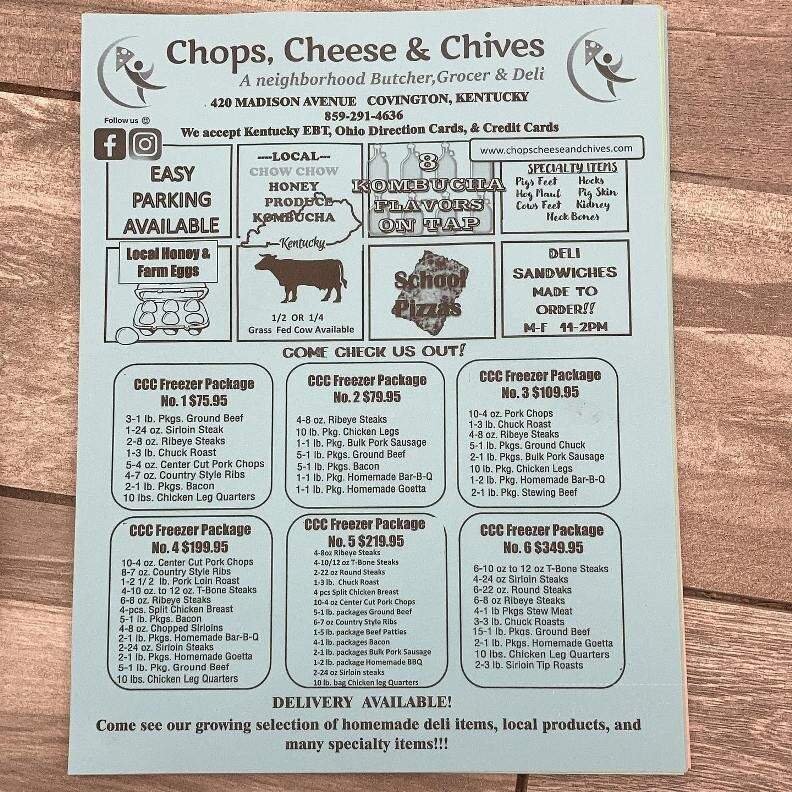 Chops, Cheese & Chives
A neighborhood Butcher,Grocer & Deli
420 MADISON AVENUE COVINGTON, KENTUCKY
859-291-4636
Follow us
We accept Kentucky EBT, Ohio Direction Cards, & Credit Cards
www.chopscheeseandchives.com
EASY
PARKING
AVAILABLE
----LOCAL---
CHOW CHOW
HONEY
PRODUCE
KOMBUCHA
Kentucky
8
KOMBUCHA
FLAVORS
ON TAP
SPECIALTY ITEMS
Pigs Feet Hocks
Hog Maul Pig Skin
Cows Feet Kidney
Neck Bones
Local Honey &
Farm Eggs
1/2 OR 1/4
Grass Fed Cow Available
School
Pizzas
DELI
SANDWICHES
MADE TO
ORDER!!
M-F 11-2PM
COME CHECK US OUT!
CCC Freezer Package
No. 1 $75.95
3-1 lb. Pkgs. Ground Beef
1-24 oz. Sirloin Steak
2-8 oz. Ribeye Steaks
1-3 lb. Chuck Roast
5-4 oz. Center Cut Pork Chops
4-7 oz. Country Style Ribs
2-1 lb. Pkgs. Bacon
10 lbs. Chicken Leg Quarters
CCC Freezer Package
No. 2 $79.95
4-8 oz. Ribeye Steaks
10 lb. Pkg. Chicken Legs
1-1 lb. Pkg. Bulk Pork Sausage
5-1 lb. Pkgs. Ground Beef
5-1 lb. Pkgs. Bacon
1-1 lb. Pkg. Homemade Bar-B-Q
1-1 lb. Pkg. Homemade Goetta
CCC Freezer Package
No. 3 $109.95
10-4 oz. Pork Chops
1-3 lb. Chuck Roast
4-8 oz. Ribeye Steaks
5-1 lb. Pkgs. Ground Chuck
2-1 lb. Pkgs. Bulk Pork Sausage
10 lb. Pkg. Chicken Legs
1-2 lb. Pkg. Homemade Bar-B-Q
2-1 lb. Pkg. Stewing Beef
CCC Freezer Package
No. 4 $199.95
10-4 oz. Center Cut Pork Chops
8-7 oz. Country Style Ribs
1-2 1/2 lb. Pork Loin Roast
4-10 oz. to 12 oz. T-Bone Steaks
6-8 oz. Ribeye Steaks
4-pcs. Split Chicken Breast
5-1 lb. Pkgs. Bacon
4-8 oz. Chopped Sirloins
2-1 lb. Pkgs. Homemade Bar-B-Q
2-24 oz. Sirloin Steaks
2-1 lb. Pkgs. Homemade Goetta
5-1 lb. Pkg. Ground Beef
10 lbs. Chicken Leg Quarters
CCC Freezer Package
No. 5 $219.95
4-8oz Ribeye Steaks
4-10/12 oz T-Bone Steaks
2-22 oz Round Steaks
1-3 lb. Chuck Roast
4 pcs Split Chicken Breast
10-4 oz Center Cut Pork Chops
5-1 lb. packages Ground Beef
6-7 oz Country Style Ribs
1-5 lb. package Beef Patties
4-1 lb. packages Bacon
2-1 lb. packages Bulk Pork Sausage
1-2 lb. package Homemade BBQ
2-24 oz Sirloin steaks
10 lb. bag Chicken leg Quarters
CCC Freezer Package
No. 6 $349.95
6-10 oz to 12 oz T-Bone Steaks
4-24 oz Sirloin Steaks
6-22 oz. Round Steaks
6-8 oz Ribeye Steaks
4-1 lb Pkgs Stew Meat
3-3 lb. Chuck Roasts
15-1 lb. Pkgs. Ground Beef
2-1 lb. Pkgs. Homemade Goetta
10 lbs. Chicken Leg Quarters
2-3 lb. Sirloin Tip Roasts
DELIVERY AVAILABLE!
Come see our growing selection of homemade deli items, local products, and
many specialty items!!!